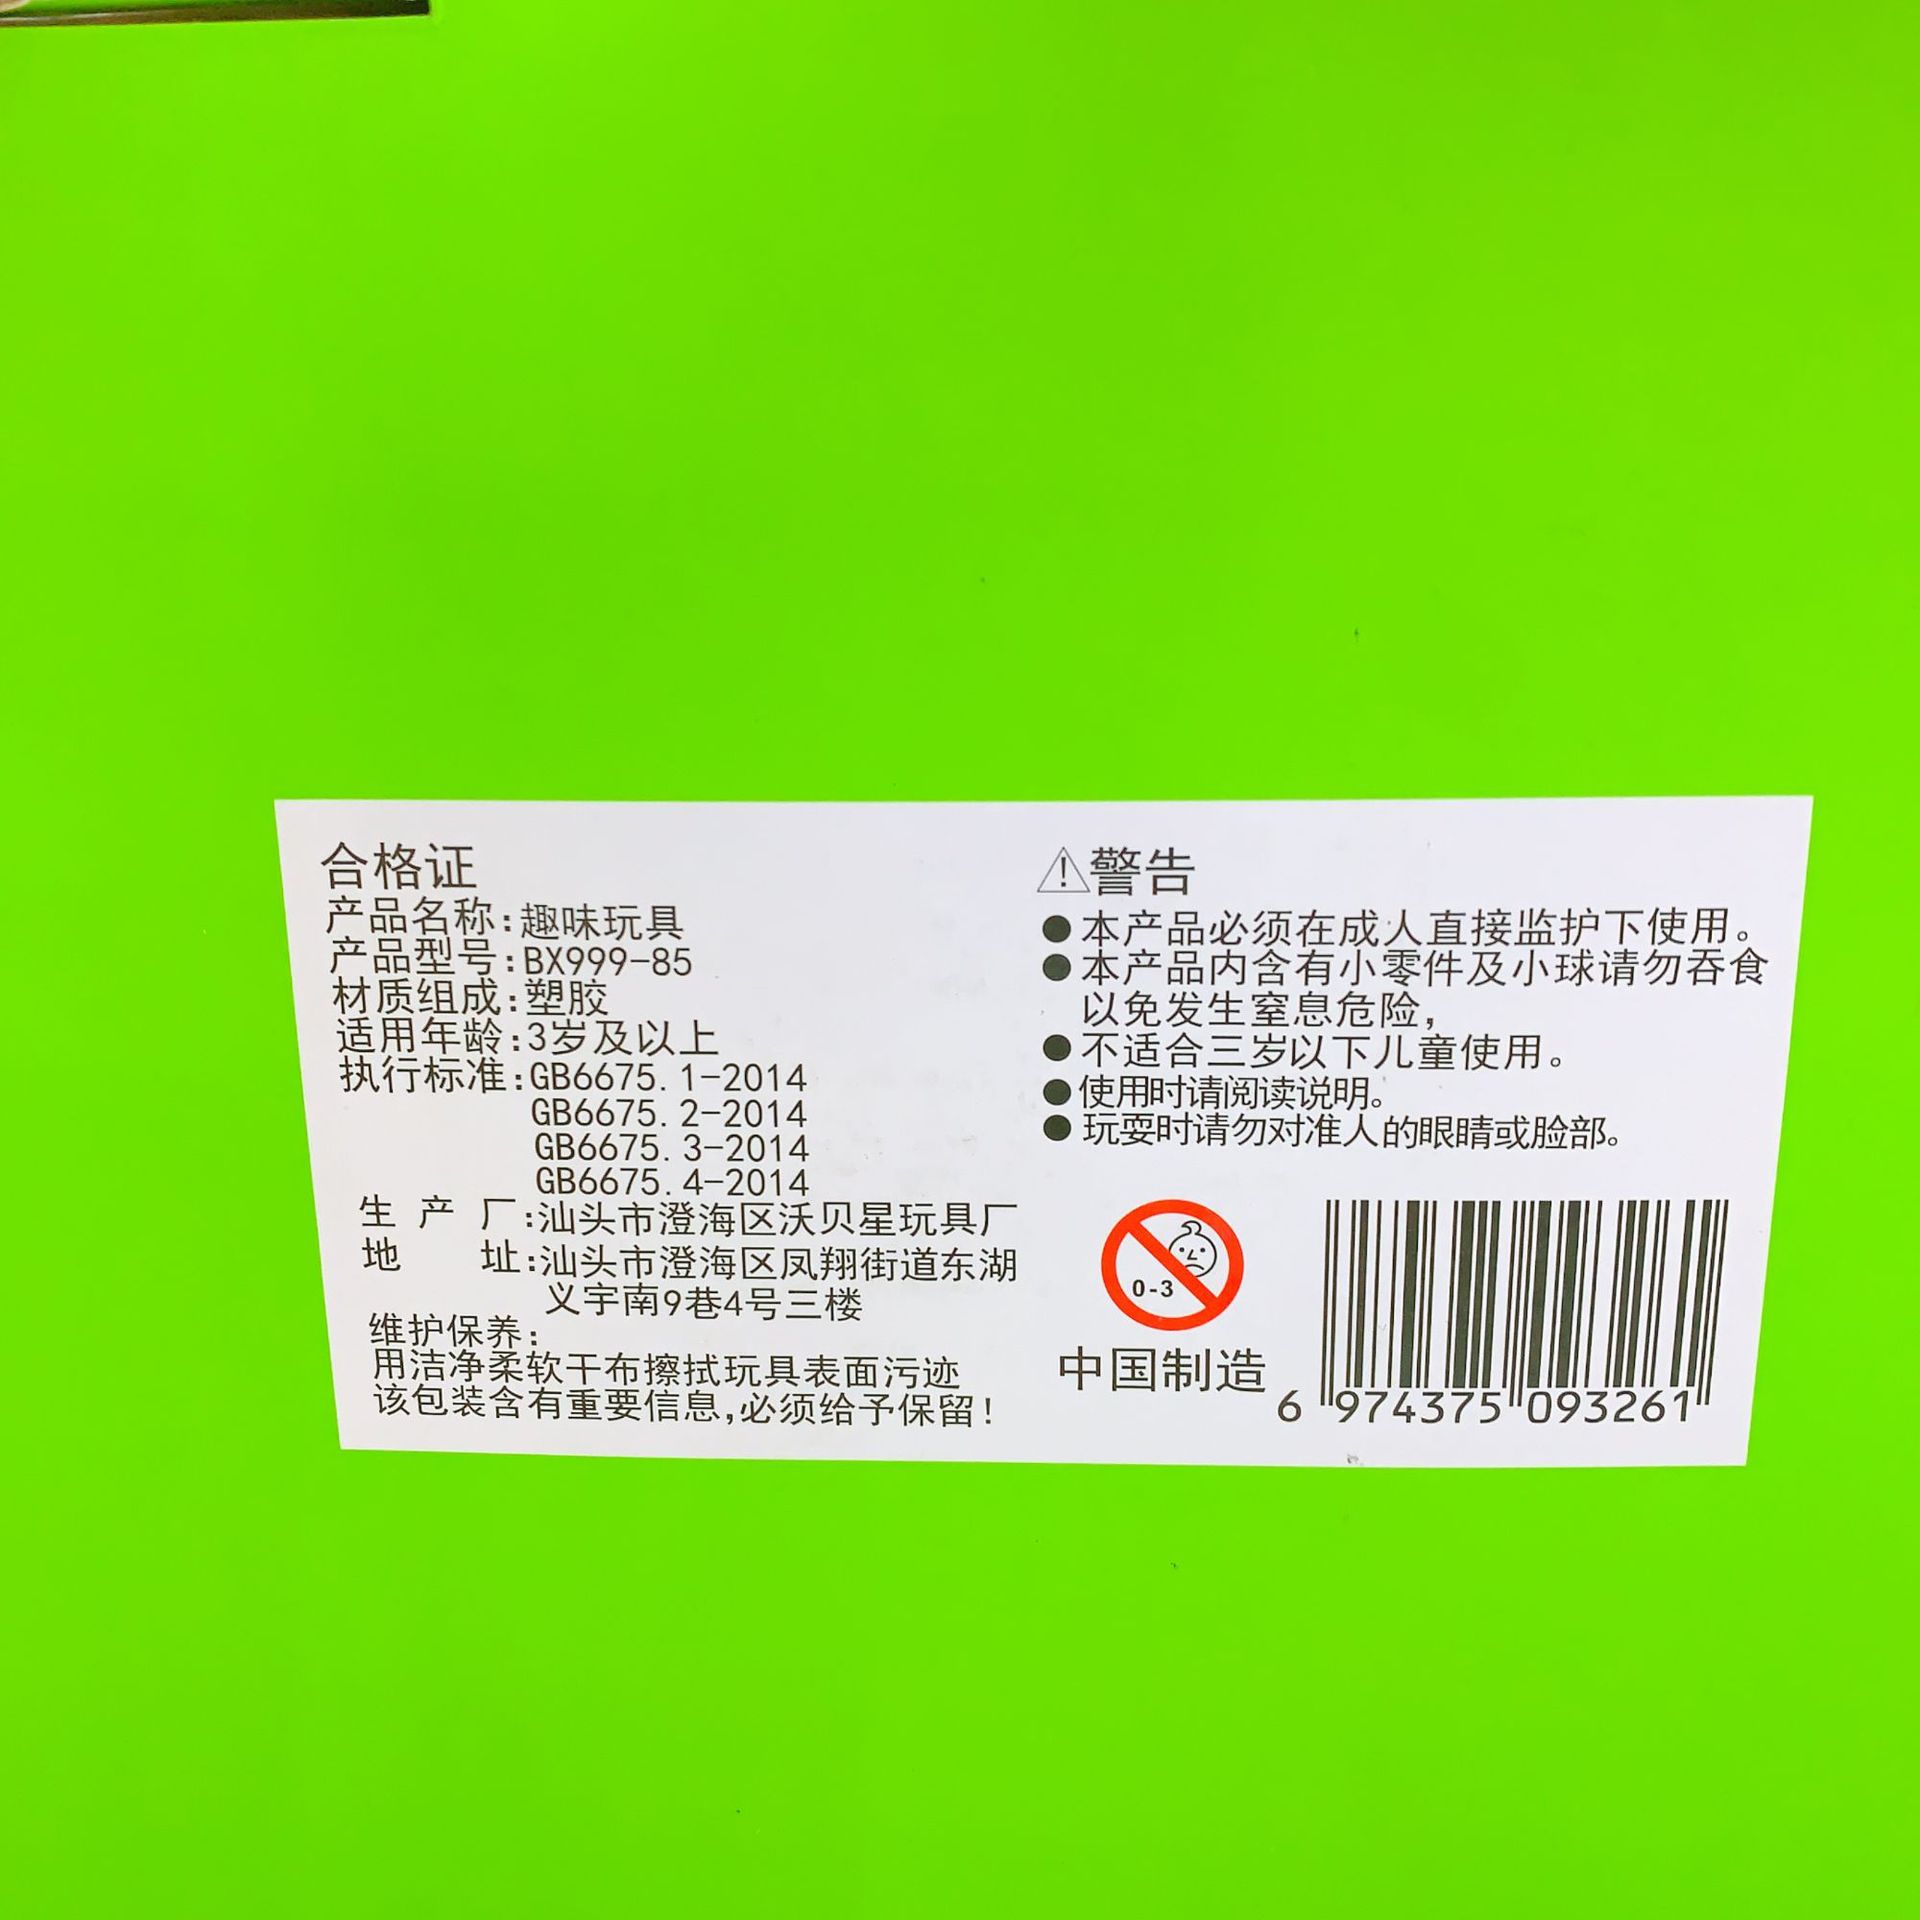 合格证
产品名称:趣味玩具
产品型号:BX999-85
材质组成:塑胶
适用年龄:3岁及以上
执行标准:GB6675.1-2014
GB6675.2-2014
GB6675.3-2014
GB6675.4-2014
生产厂:汕头市澄海区沃贝星玩具厂
地址:汕头市澄海区凤翔街道东湖
义宇南9巷4号三楼
维护保养:
用洁净柔软干布擦拭玩具表面污迹
该包装含有重要信息,必须给予保留!
⚠警告
●本产品必须在成人直接监护下使用。
●本产品内含有小零件及小球请勿吞食
以免发生窒息危险,
●不适合三岁以下儿童使用。
●使用时请阅读说明。
●玩耍时请勿对准人的眼睛或脸部。
0-3
中国制造
6 974375 093261